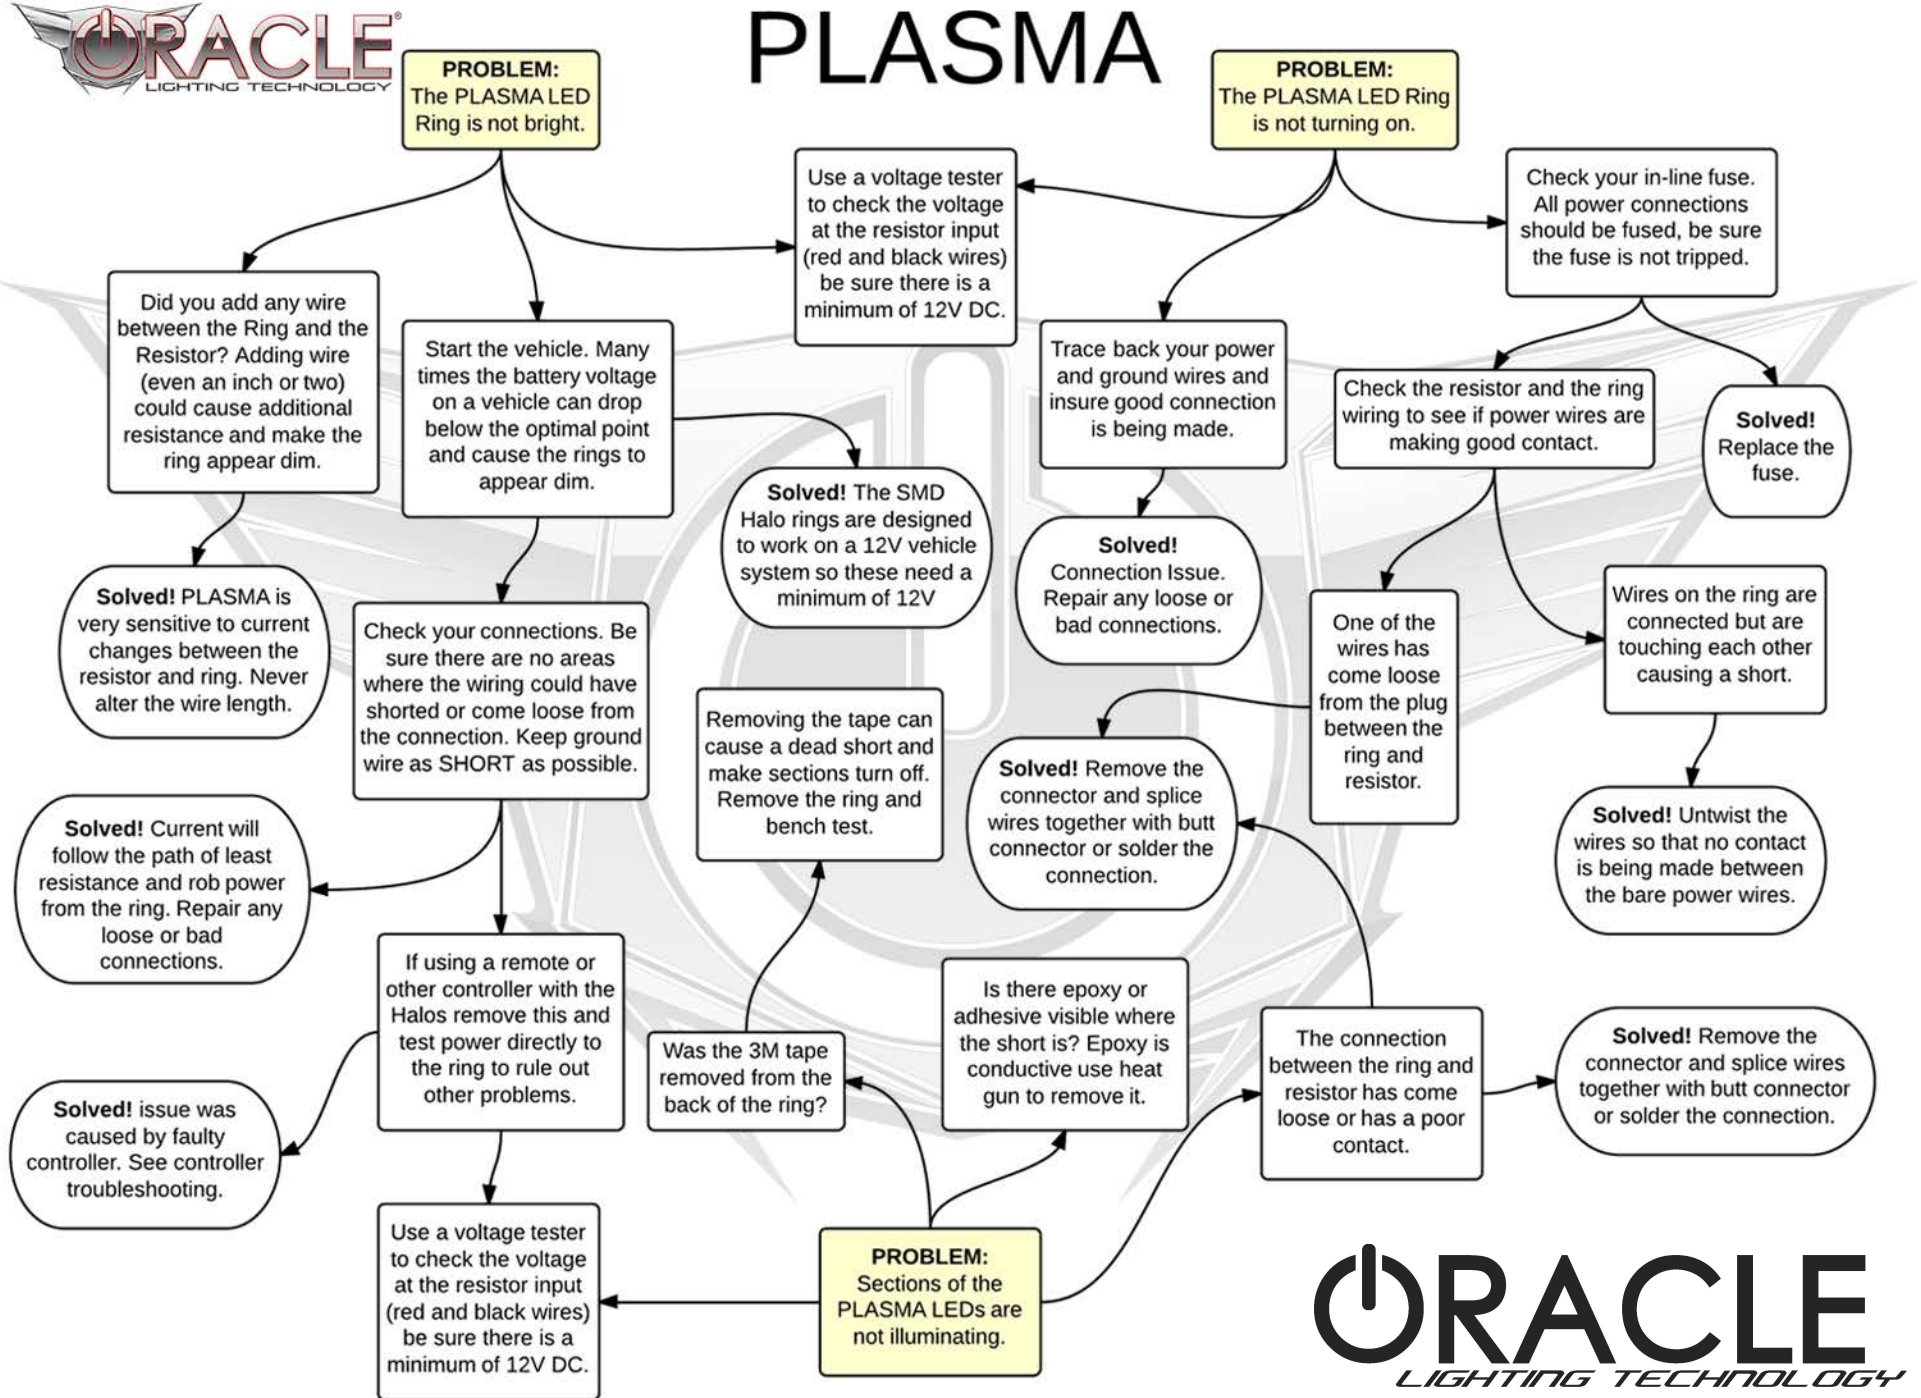 ORACLE®
LIGHTING TECHNOLOGY
PLASMA
PROBLEM:
The PLASMA LED
Ring is not bright.
PROBLEM:
The PLASMA LED Ring
is not turning on.
Use a voltage tester
to check the voltage
at the resistor input
(red and black wires)
be sure there is a
minimum of 12V DC.
Check your in-line fuse.
All power connections
should be fused, be sure
the fuse is not tripped.
Did you add any wire
between the Ring and the
Resistor? Adding wire
(even an inch or two)
could cause additional
resistance and make the
ring appear dim.
Start the vehicle. Many
times the battery voltage
on a vehicle can drop
below the optimal point
and cause the rings to
appear dim.
Trace back your power
and ground wires and
insure good connection
is being made.
Check the resistor and the ring
wiring to see if power wires are
making good contact.
Solved!
Replace the
fuse.
Solved! The SMD
Halo rings are designed
to work on a 12V vehicle
system so these need a
minimum of 12V
Solved!
Connection Issue.
Repair any loose or
bad connections.
Solved! PLASMA is
very sensitive to current
changes between the
resistor and ring. Never
alter the wire length.
Check your connections. Be
sure there are no areas
where the wiring could have
shorted or come loose from
the connection. Keep ground
wire as SHORT as possible.
One of the
wires has
come loose
from the plug
between the
ring and
resistor.
Wires on the ring are
connected but are
touching each other
causing a short.
Removing the tape can
cause a dead short and
make sections turn off.
Remove the ring and
bench test.
Solved! Remove the
connector and splice
wires together with butt
connector or solder the
connection.
Solved! Untwist the
wires so that no contact
is being made between
the bare power wires.
Solved! Current will
follow the path of least
resistance and rob power
from the ring. Repair any
loose or bad
connections.
If using a remote or
other controller with the
Halos remove this and
test power directly to
the ring to rule out
other problems.
Was the 3M tape
removed from the
back of the ring?
Is there epoxy or
adhesive visible where
the short is? Epoxy is
conductive use heat
gun to remove it.
The connection
between the ring and
resistor has come
loose or has a poor
contact.
Solved! Remove the
connector and splice wires
together with butt connector
or solder the connection.
Solved! issue was
caused by faulty
controller. See controller
troubleshooting.
Use a voltage tester
to check the voltage
at the resistor input
(red and black wires)
be sure there is a
minimum of 12V DC.
PROBLEM:
Sections of the
PLASMA LEDs are
not illuminating.
ORACLE
LIGHTING TECHNOLOGY